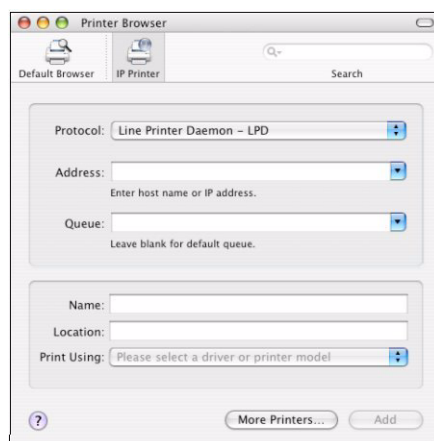 Printer Browser
Default Browser
IP Printer
Search
Protocol: Line Printer Daemon – LPD
Address:
Enter host name or IP address.
Queue:
Leave blank for default queue.
Name:
Location:
Print Using: Please select a driver or printer model
? More Printers... Add